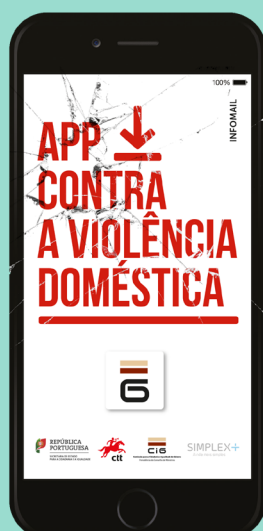 100%
INFOMAIL
APP
CONTRA
A VIOLÊNCIA
DOMÉSTICA
G
REPÚBLICA
PORTUGUESA
ctt
CIG
SIMPLEX+